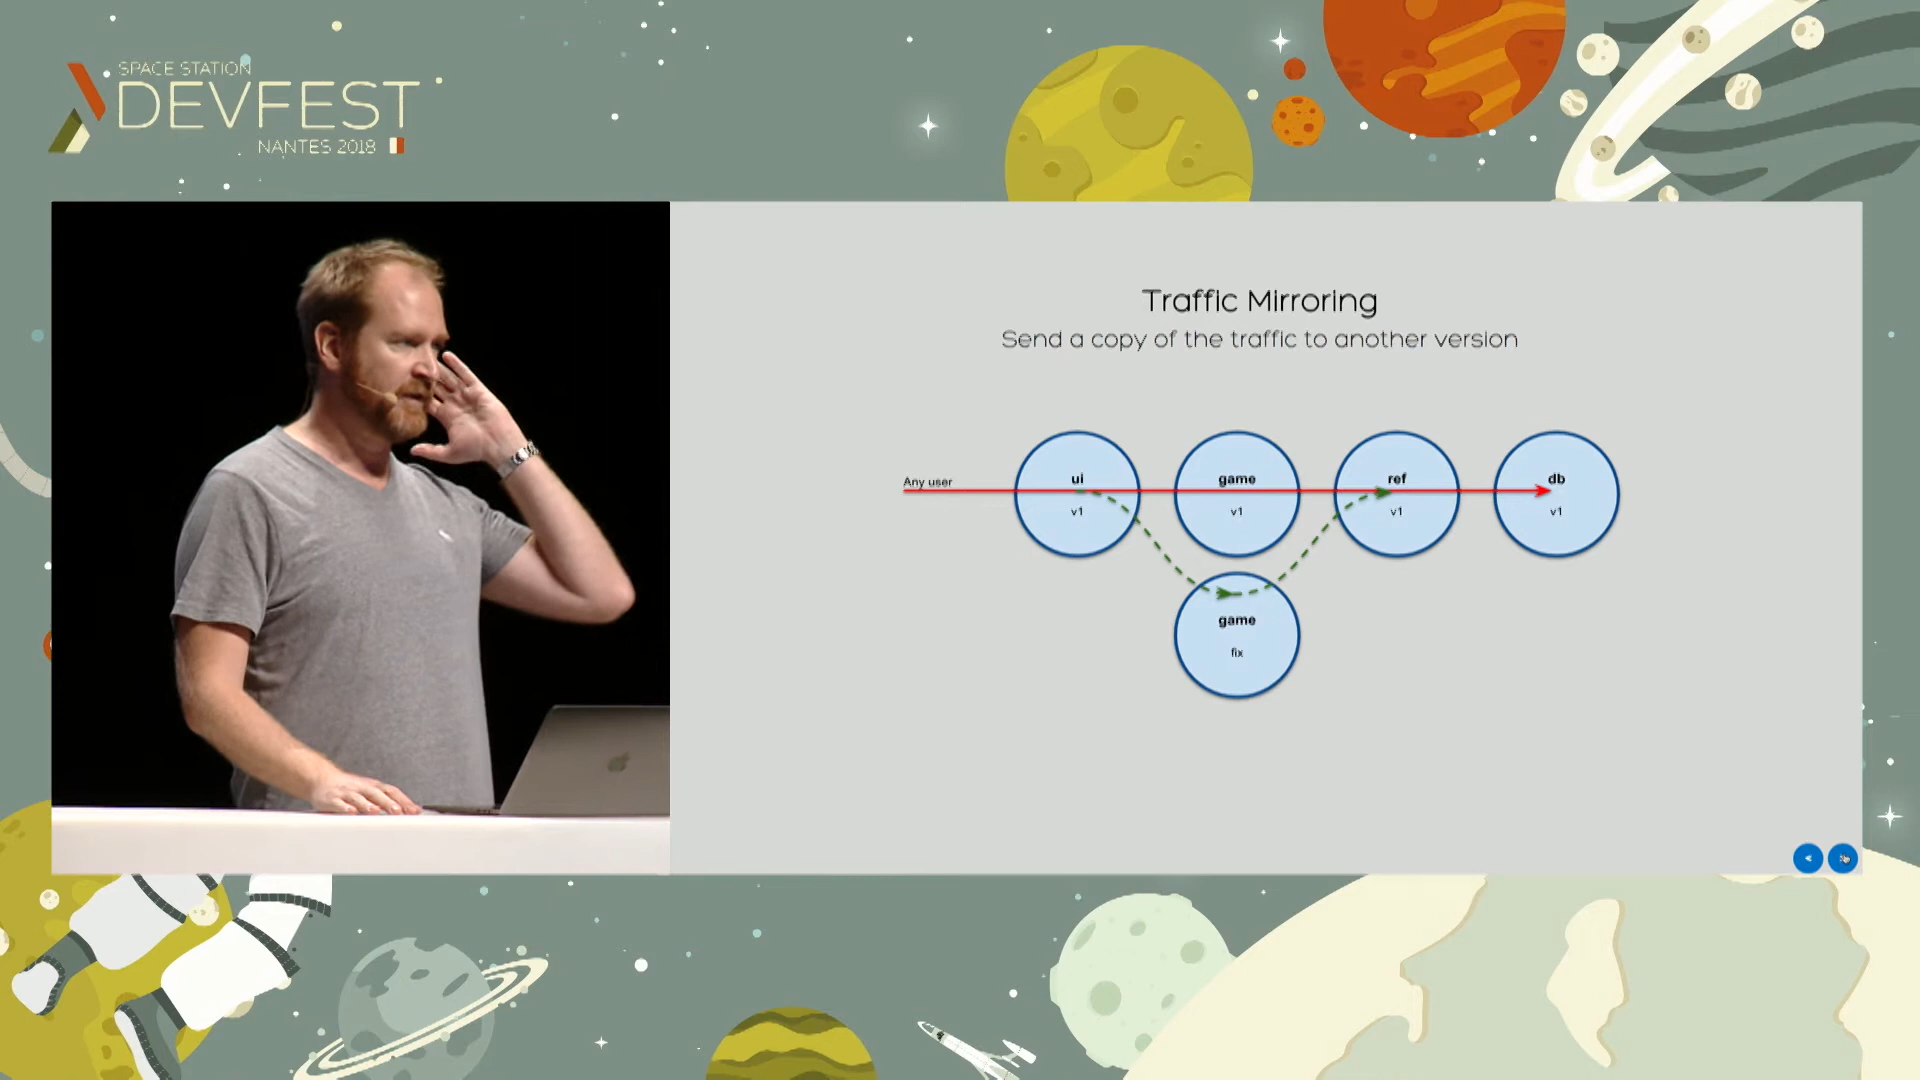 SPACE STATION
DEVFEST
NANTES 2018
Traffic Mirroring
Send a copy of the traffic to another version
Any user
ui
v1
game
v1
ref
v1
db
v1
game
fix